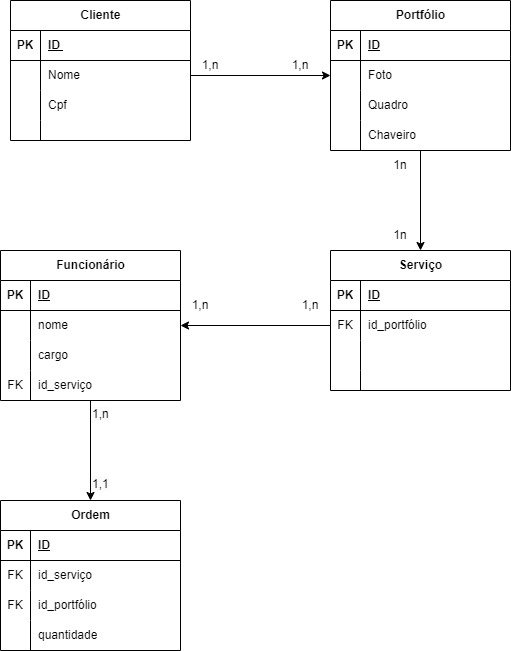 Cliente
PK ID
Nome
Cpf
1,n 1,n
Portfólio
PK ID
Foto
Quadro
Chaveiro
1n
1n
Funcionário
PK ID
nome
cargo
FK id_serviço
1,n 1,n
Serviço
PK ID
FK id_portfólio
1,n
1,1
Ordem
PK ID
FK id_serviço
FK id_portfólio
quantidade